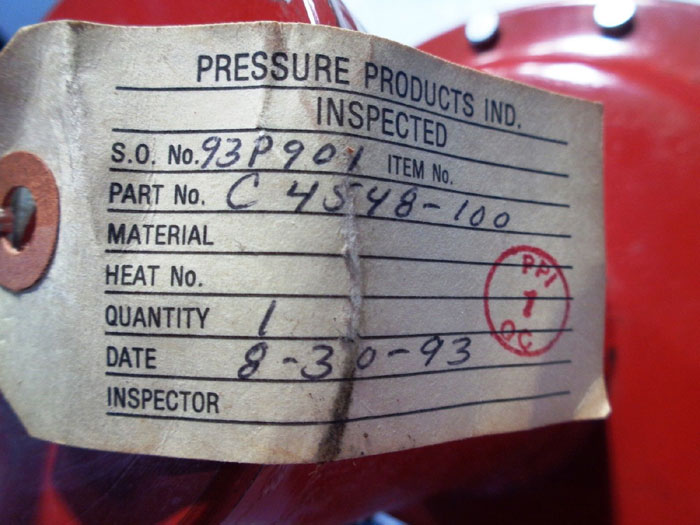 PRESSURE PRODUCTS IND.
INSPECTED
S.O. No. 93P901 ITEM No.
PART No. C 4548-100
MATERIAL
HEAT No.
QUANTITY 1
DATE 8-30-93
INSPECTOR
PPI
1
QC